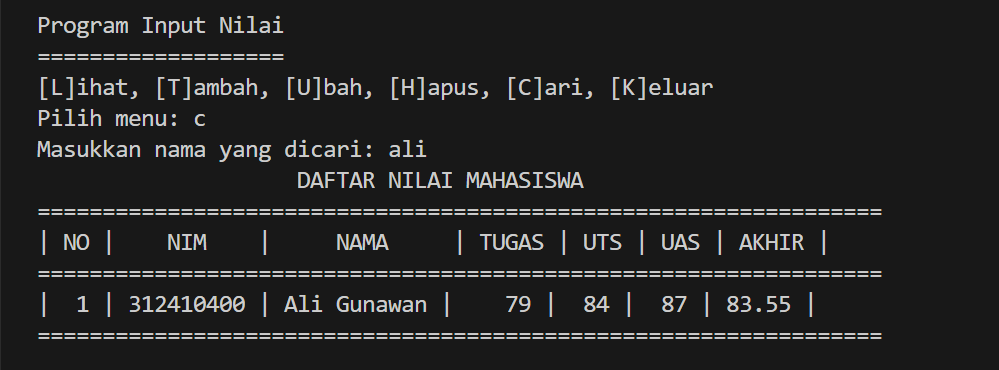 Program Input Nilai
===================
[L]ihat, [T]ambah, [U]bah, [H]apus, [C]ari, [K]eluar
Pilih menu: c
Masukkan nama yang dicari: ali
                    DAFTAR NILAI MAHASISWA
=================================================================
| NO |    NIM    |     NAMA     | TUGAS | UTS | UAS | AKHIR |
=================================================================
|  1 | 312410400 | Ali Gunawan |    79 |  84 |  87 | 83.55 |
=================================================================